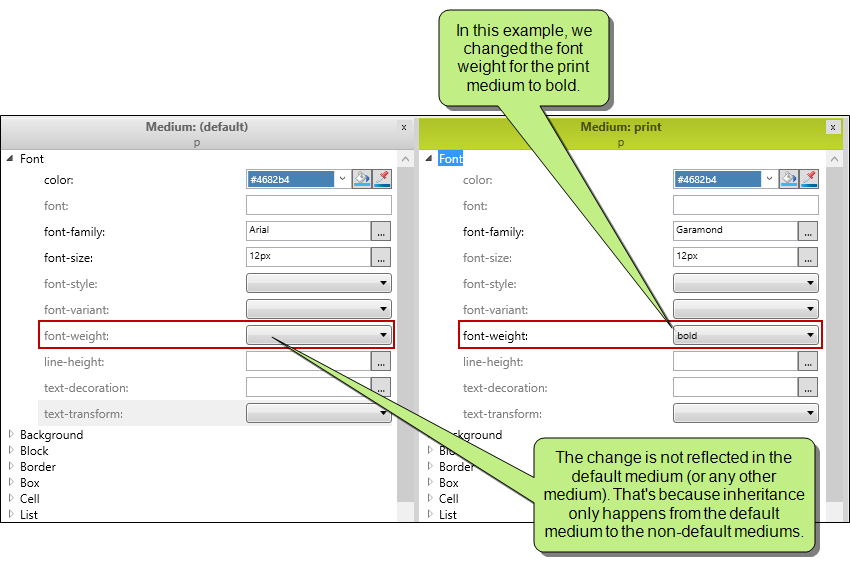 In this example, we
changed the font
weight for the print
medium to bold.
Medium: (default)
x
p
Font
color:
#4682b4
font:
font-family:
Arial
...
font-size:
12px
...
font-style:
font-variant:
font-weight:
line-height:
...
text-decoration:
...
text-transform:
Background
Block
Border
Box
Cell
List
Medium: print
x
p
Font
color:
#4682b4
font:
font-family:
Garamond
...
font-size:
12px
...
font-style:
font-variant:
font-weight:
bold
line-height:
...
text-decoration:
...
text-transform:
Border
Box
Cell
List
The change is not reflected in the
default medium (or any other
medium). That's because inheritance
only happens from the default
medium to the non-default mediums.